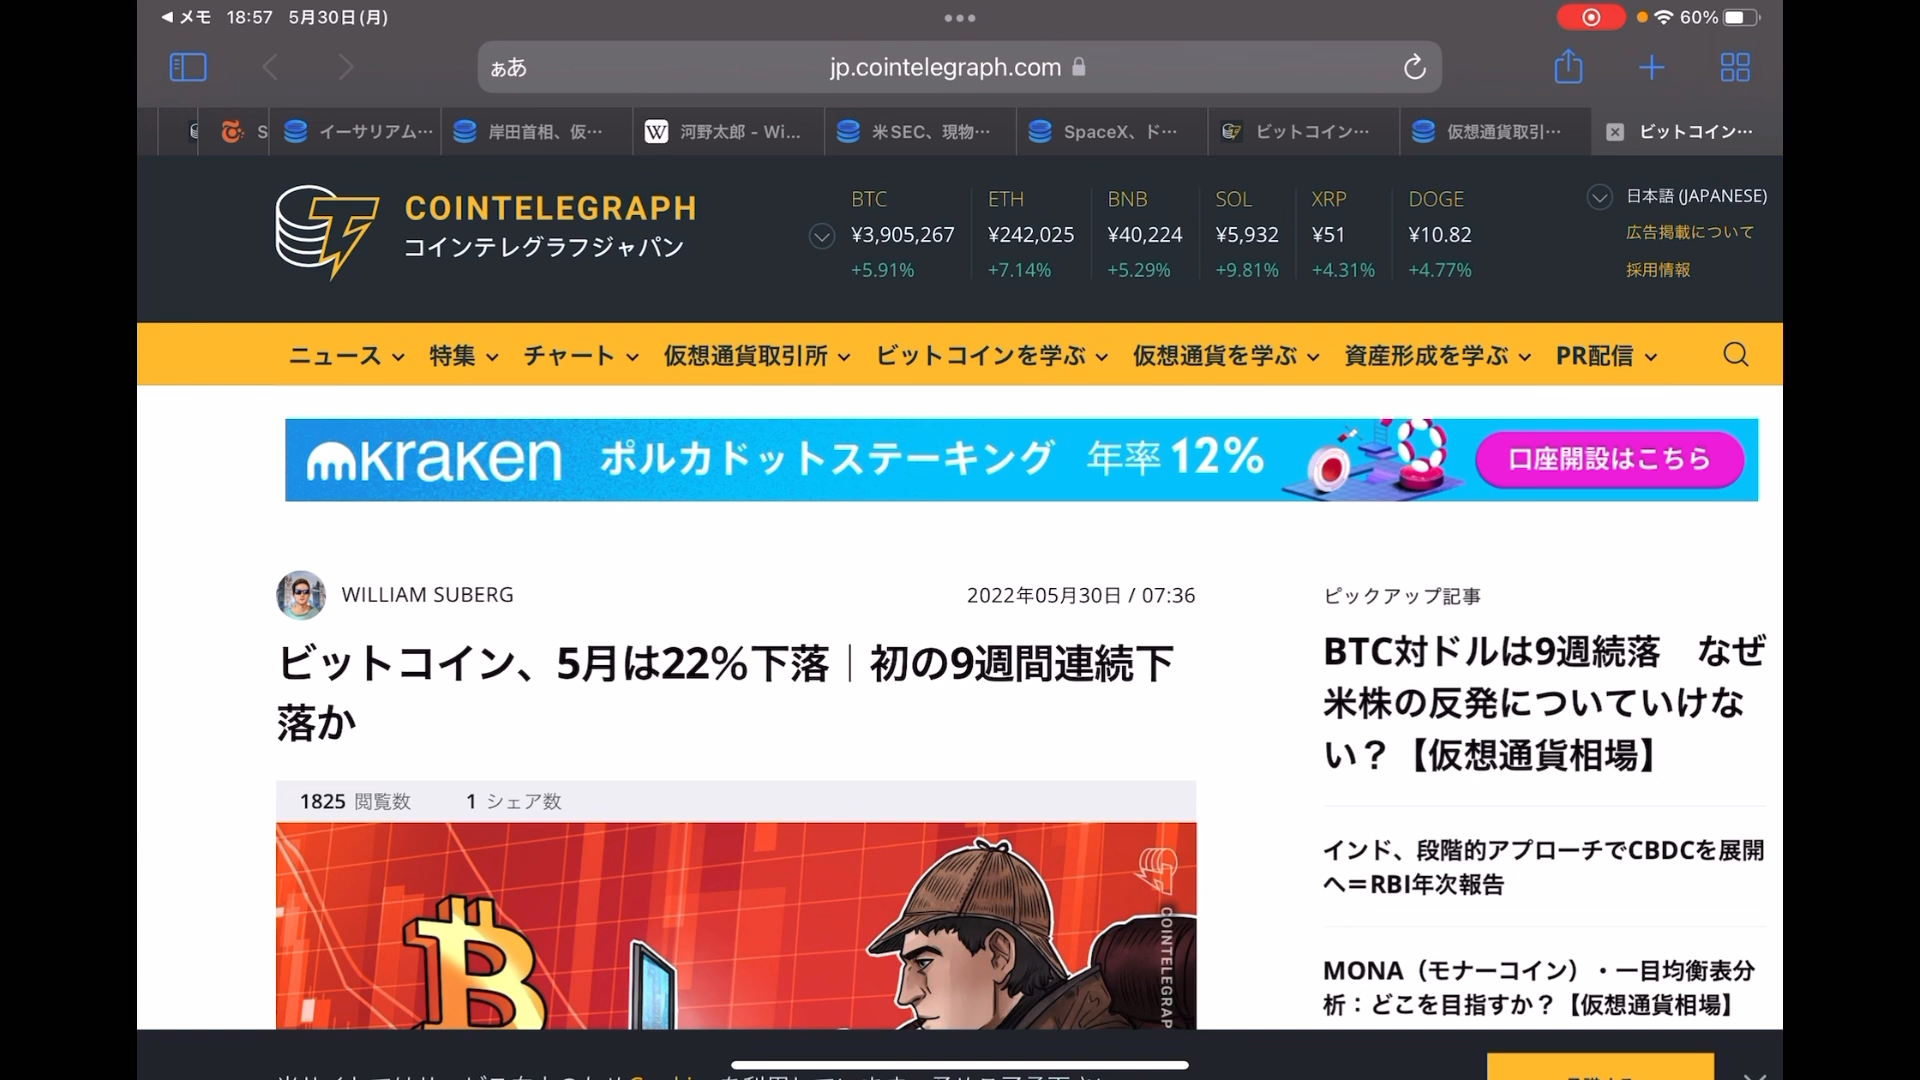 ◀メモ 18:57 5月30日(月)
60%
ぁあ
jp.cointelegraph.com
S
イーサリアム…
岸田首相、仮…
W 河野太郎 - Wi...
米SEC、現物…
SpaceX、ド…
ビットコイン…
仮想通貨取引…
ビットコイン…
COINTELEGRAPH
コインテレグラフジャパン
BTC ETH BNB SOL XRP DOGE
¥3,905,267 ¥242,025 ¥40,224 ¥5,932 ¥51 ¥10.82
+5.91% +7.14% +5.29% +9.81% +4.31% +4.77%
日本語 (JAPANESE)
広告掲載について
採用情報
ニュース 特集 チャート 仮想通貨取引所 ビットコインを学ぶ 仮想通貨を学ぶ 資産形成を学ぶ PR配信
kraken ポルカドットステーキング 年率 12% 口座開設はこちら
WILLIAM SUBERG
2022年05月30日 / 07:36
ビットコイン、5月は22%下落｜初の9週間連続下
落か
1825 閲覧数 1 シェア数
COINTELEGRAP
ピックアップ記事
BTC対ドルは9週続落　なぜ
米株の反発についていけな
い？【仮想通貨相場】
インド、段階的アプローチでCBDCを展開
へ＝RBI年次報告
MONA（モナーコイン）・一目均衡表分
析：どこを目指すか？【仮想通貨相場】